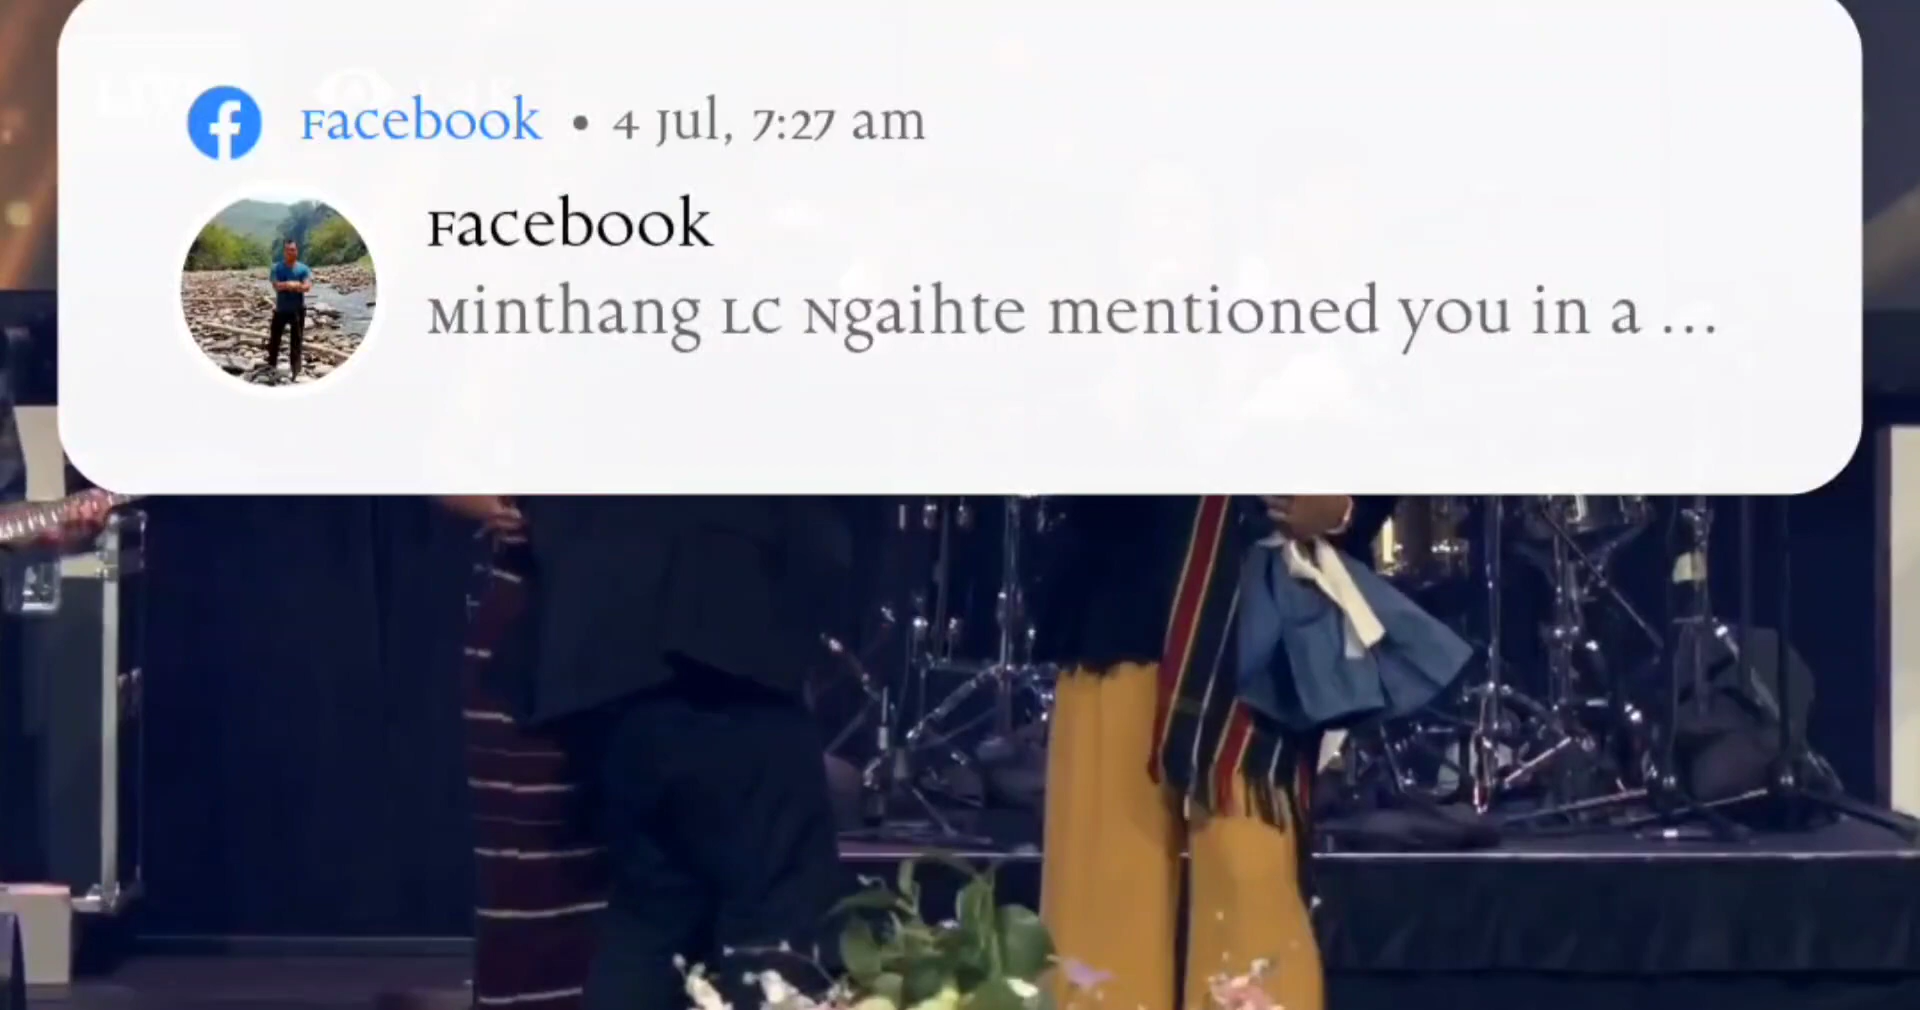 Facebook • 4 Jul, 7:27 am
Facebook
Minthang LC Ngaihte mentioned you in a ...